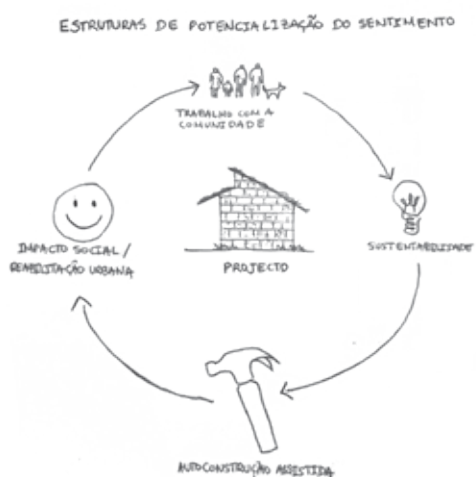 ESTRUTURAS DE POTENCIALIZAÇÃO DO SENTIMENTO
TRABALHO COM A
COMUNIDADE
IMPACTO SOCIAL/
REABILITAÇÃO URBANA
PROJECTO
SUSTENTABILIDADE
AUTOCONSTRUÇÃO ASSISTIDA